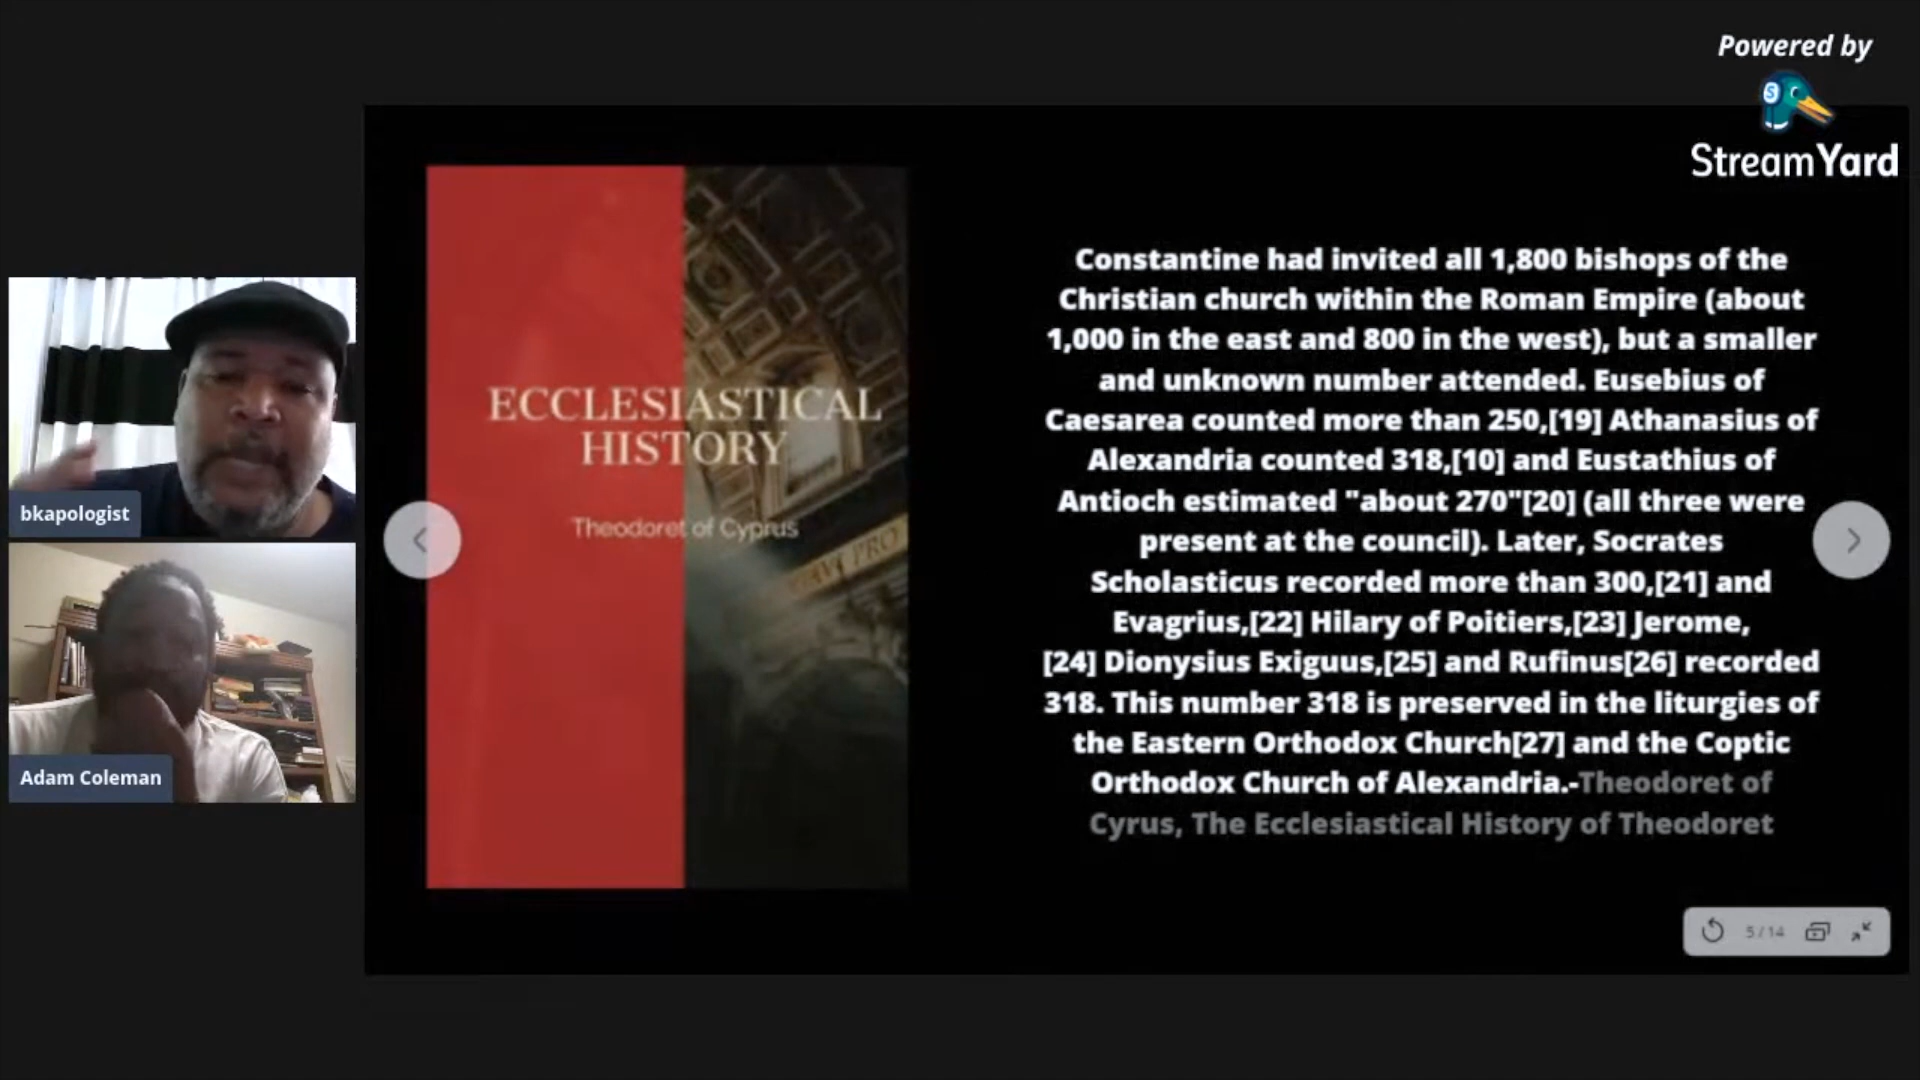 Powered by
StreamYard
ECCLESIASTICAL
HISTORY
Theodoret of Cyprus
Constantine had invited all 1,800 bishops of the
Christian church within the Roman Empire (about
1,000 in the east and 800 in the west), but a smaller
and unknown number attended. Eusebius of
Caesarea counted more than 250,[19] Athanasius of
Alexandria counted 318,[10] and Eustathius of
Antioch estimated "about 270"[20] (all three were
present at the council). Later, Socrates
Scholasticus recorded more than 300,[21] and
Evagrius,[22] Hilary of Poitiers,[23] Jerome,
[24] Dionysius Exiguus,[25] and Rufinus[26] recorded
318. This number 318 is preserved in the liturgies of
the Eastern Orthodox Church[27] and the Coptic
Orthodox Church of Alexandria.-Theodoret of
Cyrus, The Ecclesiastical History of Theodoret
bkapologist
Adam Coleman
5 / 14